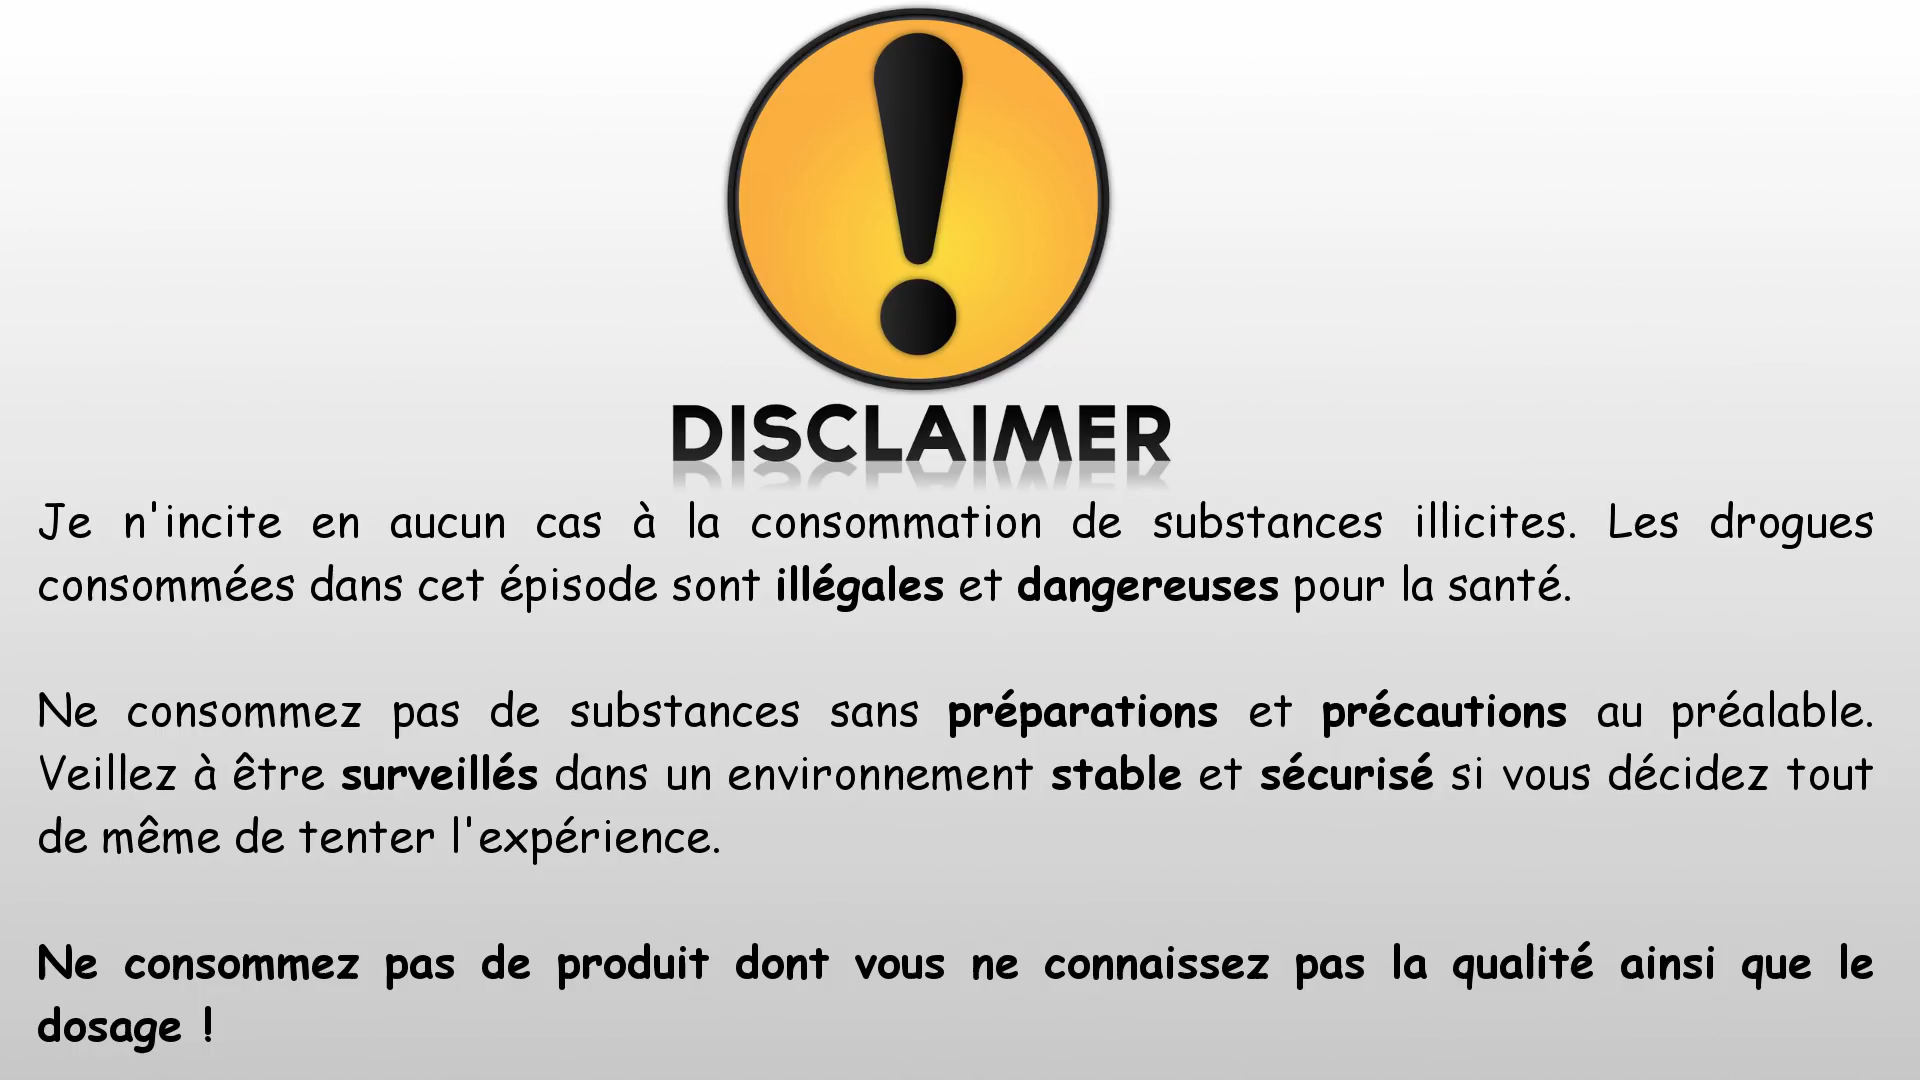 DISCLAIMER
Je n'incite en aucun cas à la consommation de substances illicites. Les drogues
consommées dans cet épisode sont illégales et dangereuses pour la santé.
Ne consommez pas de substances sans préparations et précautions au préalable.
Veillez à être surveillés dans un environnement stable et sécurisé si vous décidez tout
de même de tenter l'expérience.
Ne consommez pas de produit dont vous ne connaissez pas la qualité ainsi que le
dosage !